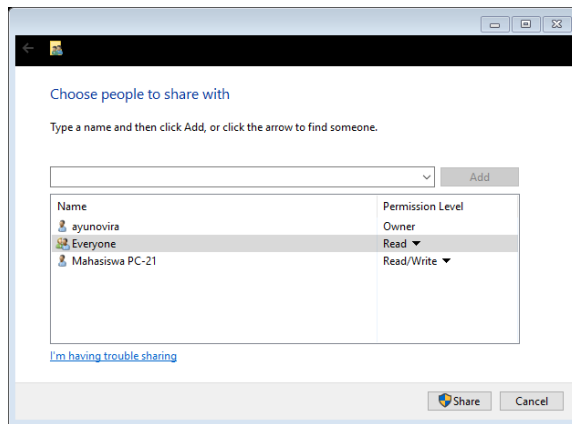 Choose people to share with
Type a name and then click Add, or click the arrow to find someone.
Add
Name Permission Level
ayunovira Owner
Everyone Read
Mahasiswa PC-21 Read/Write
I'm having trouble sharing
Share Cancel